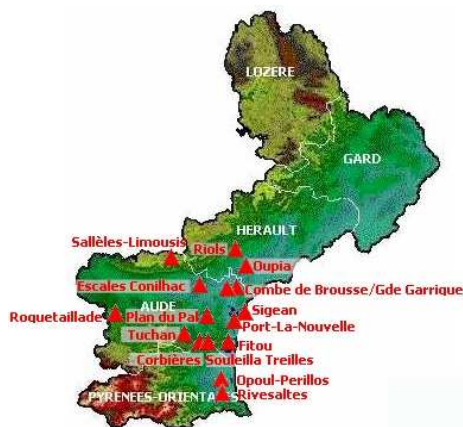 LOZERE
GARD
HERAULT
Sallèles-Limousis
Riols
Oupia
Escales Conilhac
Combe de Brousse/Gde Garrigue
AUDE
Roquetaillade
Plan du Pal
Sigean
Port-La-Nouvelle
Tuchan
Fitou
Corbières Souleilla Treilles
Opoul-Perillos
PYRENEES-ORIENTALES
Rivesaltes